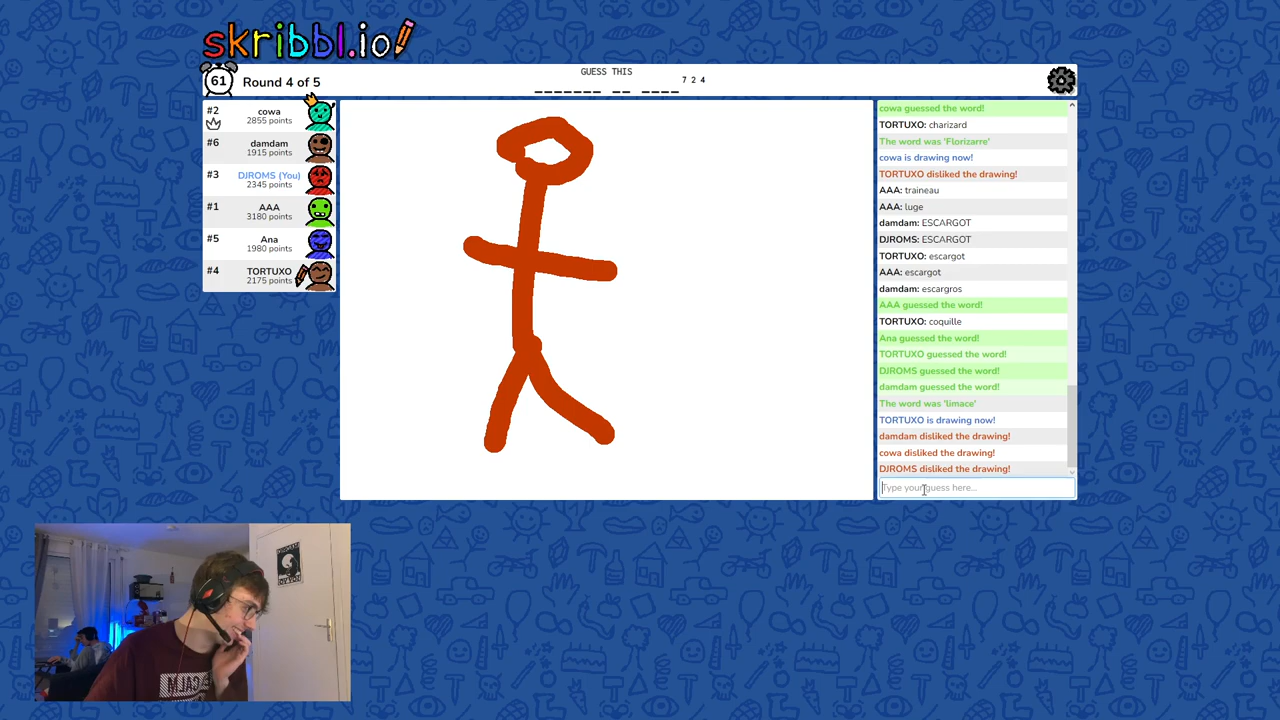 skribbl.io
61
Round 4 of 5
GUESS THIS
_______ __ ____ 7 2 4
#2
cowa
2855 points
#6
damdam
1915 points
#3
DJROMS (You)
2345 points
#1
AAA
3180 points
#5
Ana
1980 points
#4
TORTUXO
2175 points
cowa guessed the word!
TORTUXO: charizard
The word was 'Florizarre'
cowa is drawing now!
TORTUXO disliked the drawing!
AAA: traineau
AAA: luge
damdam: ESCARGOT
DJROMS: ESCARGOT
TORTUXO: escargot
AAA: escargot
damdam: escargros
AAA guessed the word!
TORTUXO: coquille
Ana guessed the word!
TORTUXO guessed the word!
DJROMS guessed the word!
damdam guessed the word!
The word was 'limace'
TORTUXO is drawing now!
damdam disliked the drawing!
cowa disliked the drawing!
DJROMS disliked the drawing!
Type your guess here...